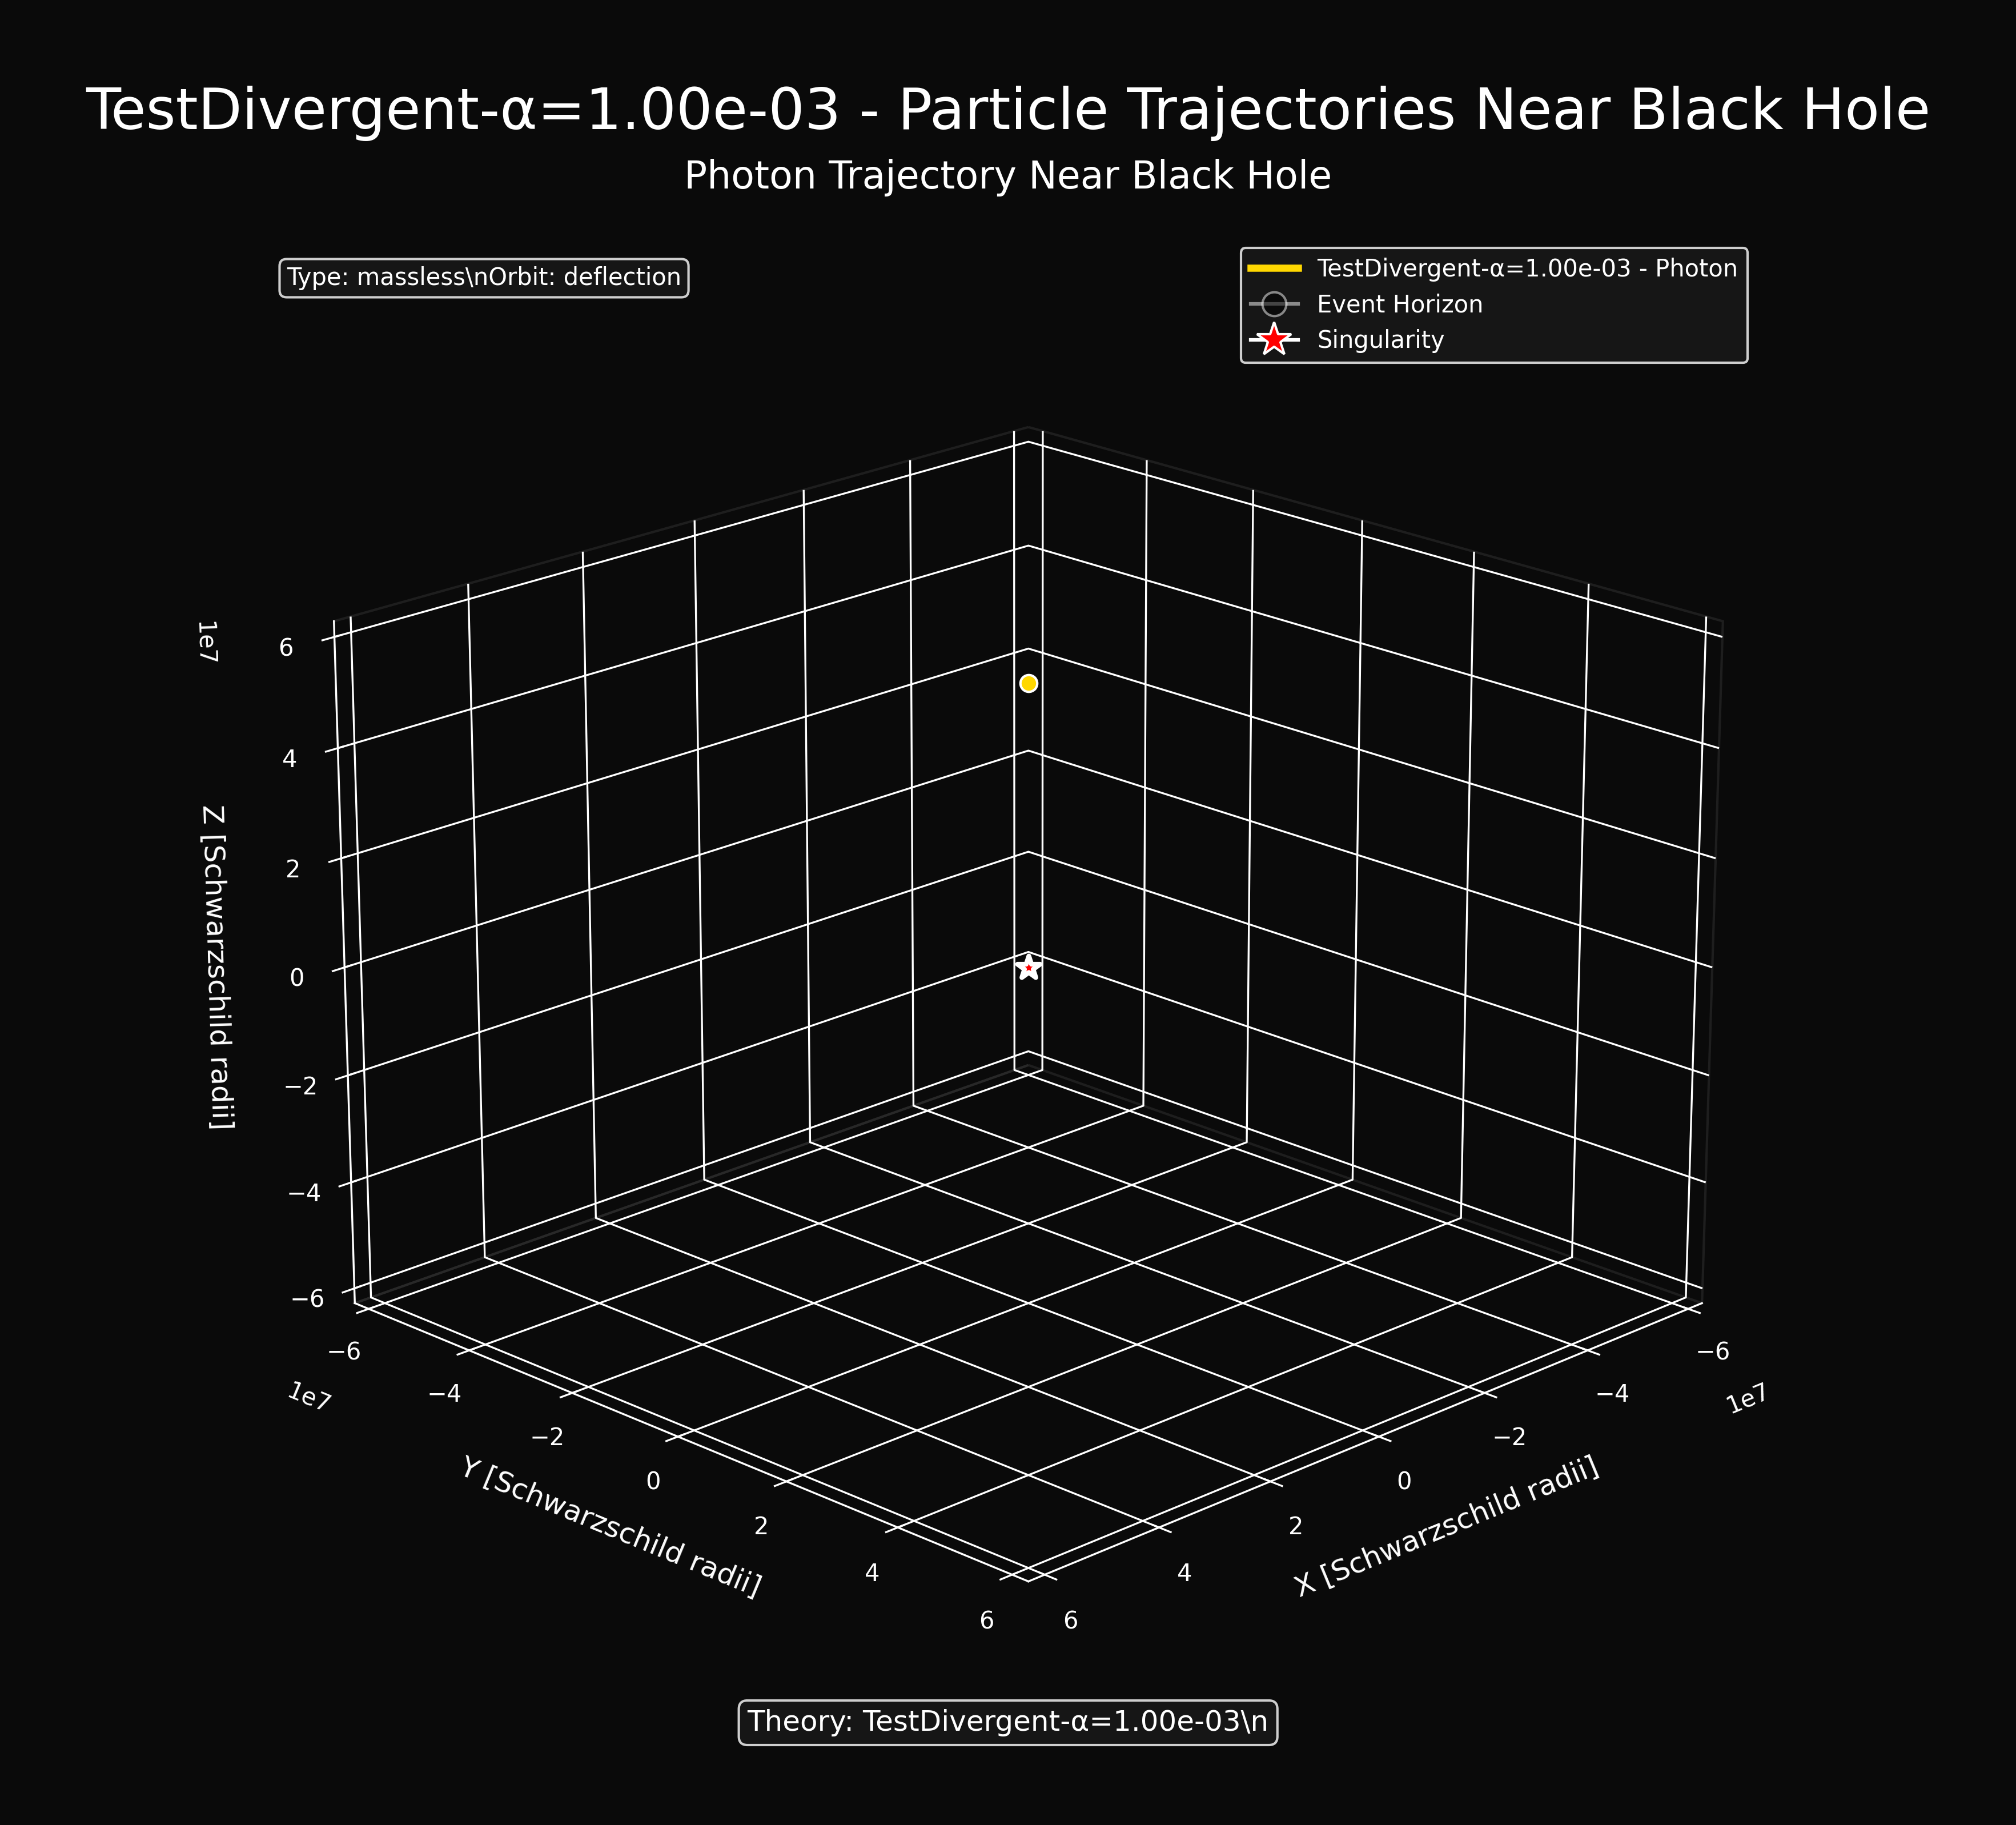 TestDivergent-α=1.00e-03 - Particle Trajectories Near Black Hole
Photon Trajectory Near Black Hole
Type: massless\nOrbit: deflection
TestDivergent-α=1.00e-03 - Photon
Event Horizon
Singularity
1e7
6
4
2
0
−2
−4
−6
Z [Schwarzschild radii]
−6
−4
−2
0
2
4
6
1e7
Y [Schwarzschild radii]
6
4
2
0
−2
−4
−6
1e7
X [Schwarzschild radii]
Theory: TestDivergent-α=1.00e-03\n